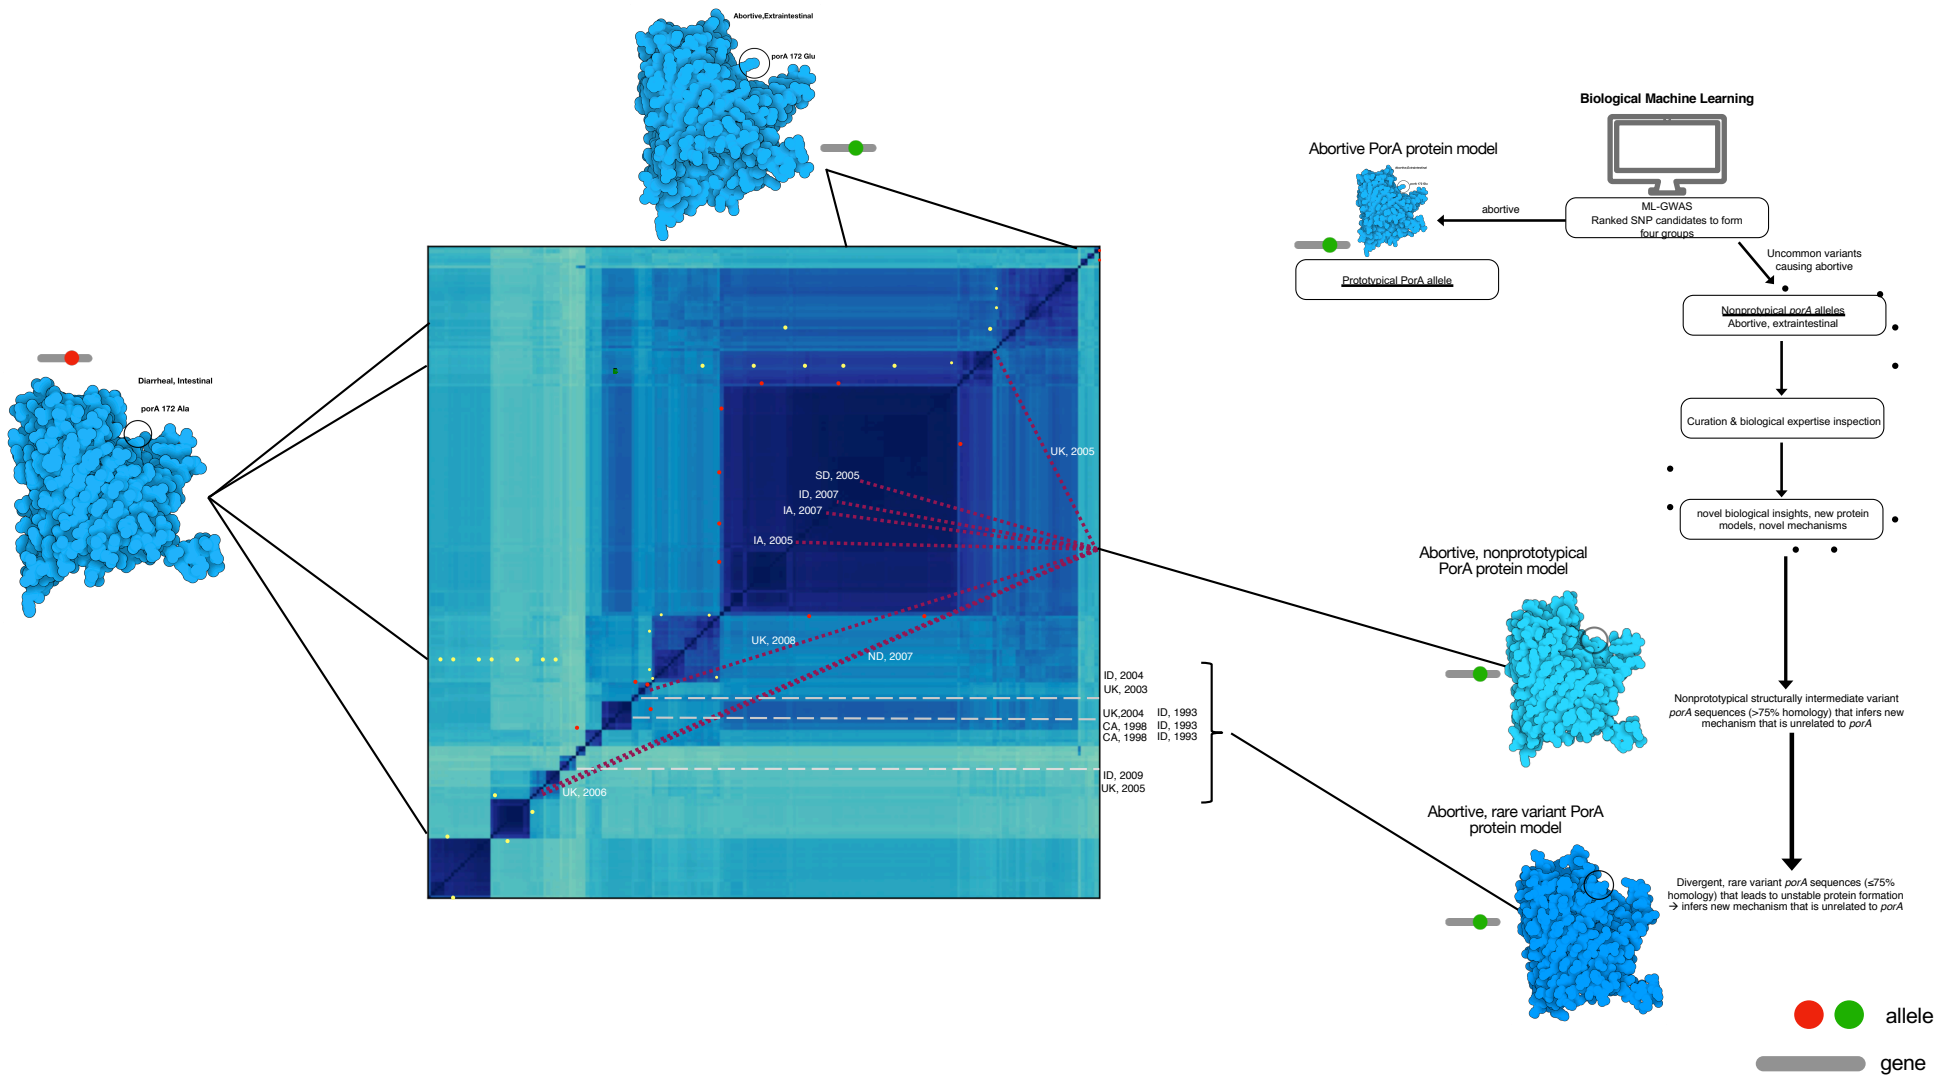 Abortive,Extraintestinal
porA 172 Glu
Diarrheal, Intestinal
porA 172 Ala
UK, 2005
SD, 2005
ID, 2007
IA, 2007
IA, 2005
UK, 2008
ND, 2007
UK, 2006
ID, 2004
UK, 2003
UK,2004 ID, 1993
CA, 1998 ID, 1993
CA, 1998 ID, 1993
ID, 2009
UK, 2005
Biological Machine Learning
Abortive PorA protein model
abortive
ML-GWAS
Ranked SNP candidates to form
four groups
Prototypical PorA allele
Uncommon variants
causing abortive
Nonprotypical porA alleles
Abortive, extraintestinal
Curation & biological expertise inspection
novel biological insights, new protein
models, novel mechanisms
Abortive, nonprototypical
PorA protein model
Nonprototypical structurally intermediate variant
porA sequences (>75% homology) that infers new
mechanism that is unrelated to porA
Abortive, rare variant PorA
protein model
Divergent, rare variant porA sequences (≤75%
homology) that leads to unstable protein formation
→ infers new mechanism that is unrelated to porA
allele
gene